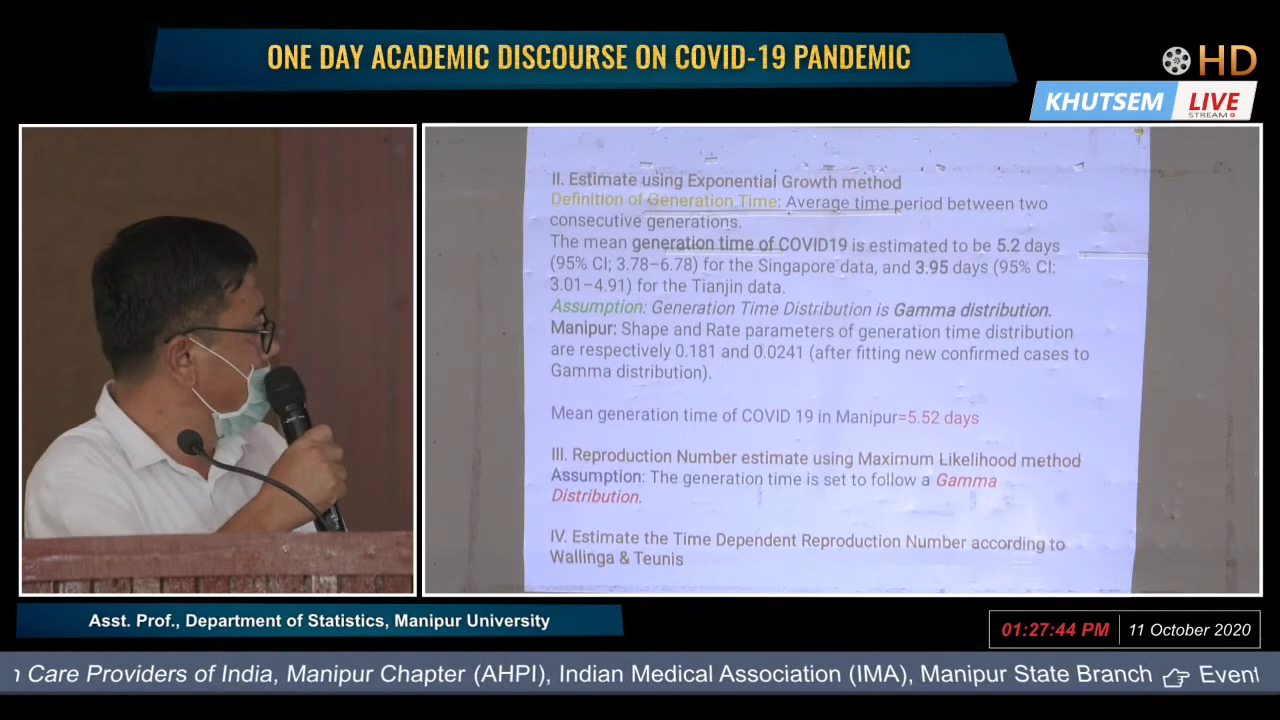 ONE DAY ACADEMIC DISCOURSE ON COVID-19 PANDEMIC
HD
KHUTSEM LIVE
STREAM
II. Estimate using Exponential Growth method
Definition of Generation Time: Average time period between two
consecutive generations.
The mean generation time of COVID19 is estimated to be 5.2 days
(95% CI; 3.78–6.78) for the Singapore data, and 3.95 days (95% CI:
3.01–4.91) for the Tianjin data.
Assumption: Generation Time Distribution is Gamma distribution.
Manipur: Shape and Rate parameters of generation time distribution
are respectively 0.181 and 0.0241 (after fitting new confirmed cases to
Gamma distribution).
Mean generation time of COVID 19 in Manipur=5.52 days
III. Reproduction Number estimate using Maximum Likelihood method
Assumption: The generation time is set to follow a Gamma
Distribution.
IV. Estimate the Time Dependent Reproduction Number according to
Wallinga & Teunis
Asst. Prof., Department of Statistics, Manipur University
01:27:44 PM 11 October 2020
Care Providers of India, Manipur Chapter (AHPI), Indian Medical Association (IMA), Manipur State Branch Event